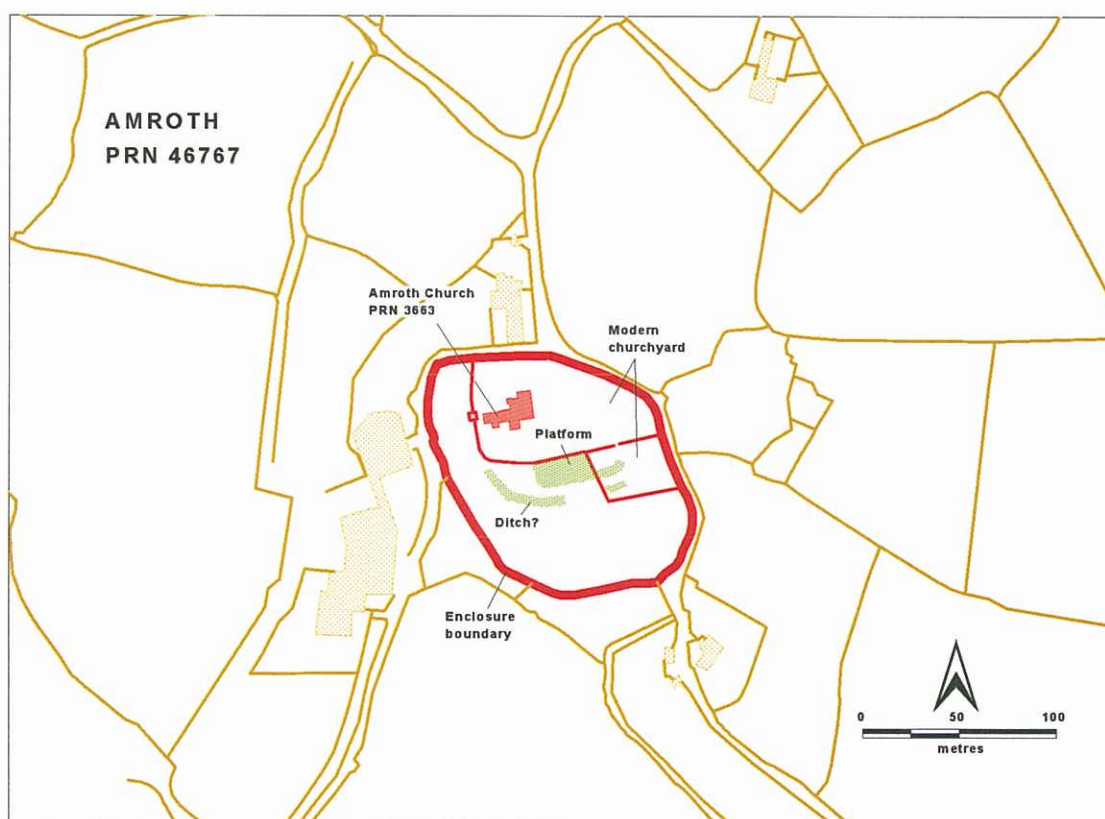 AMROTH
PRN 46767
Amroth Church
PRN 3663
Modern
churchyard
Platform
Ditch?
Enclosure
boundary
0 50 100
metres